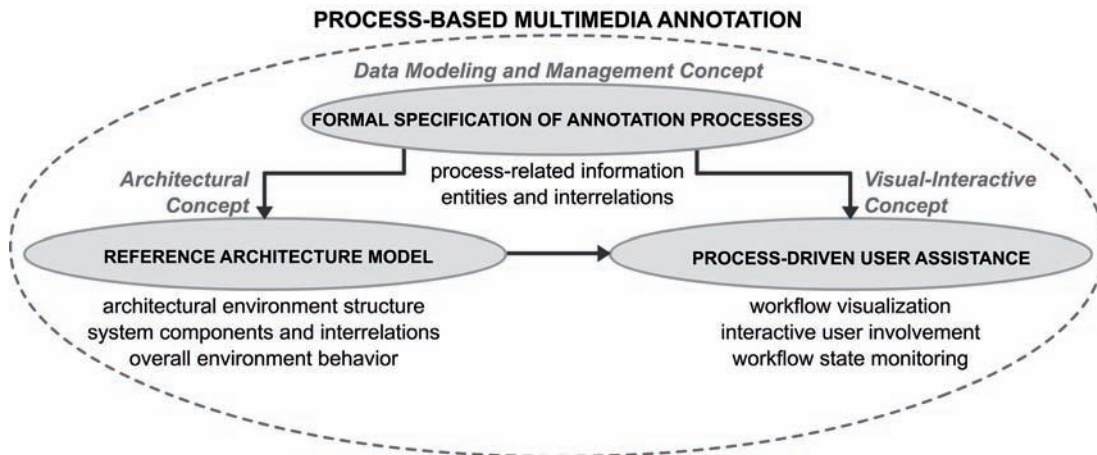 PROCESS-BASED MULTIMEDIA ANNOTATION
Data Modeling and Management Concept
FORMAL SPECIFICATION OF ANNOTATION PROCESSES
process-related information
entities and interrelations
Architectural
Concept
Visual-Interactive
Concept
REFERENCE ARCHITECTURE MODEL
architectural environment structure
system components and interrelations
overall environment behavior
PROCESS-DRIVEN USER ASSISTANCE
workflow visualization
interactive user involvement
workflow state monitoring